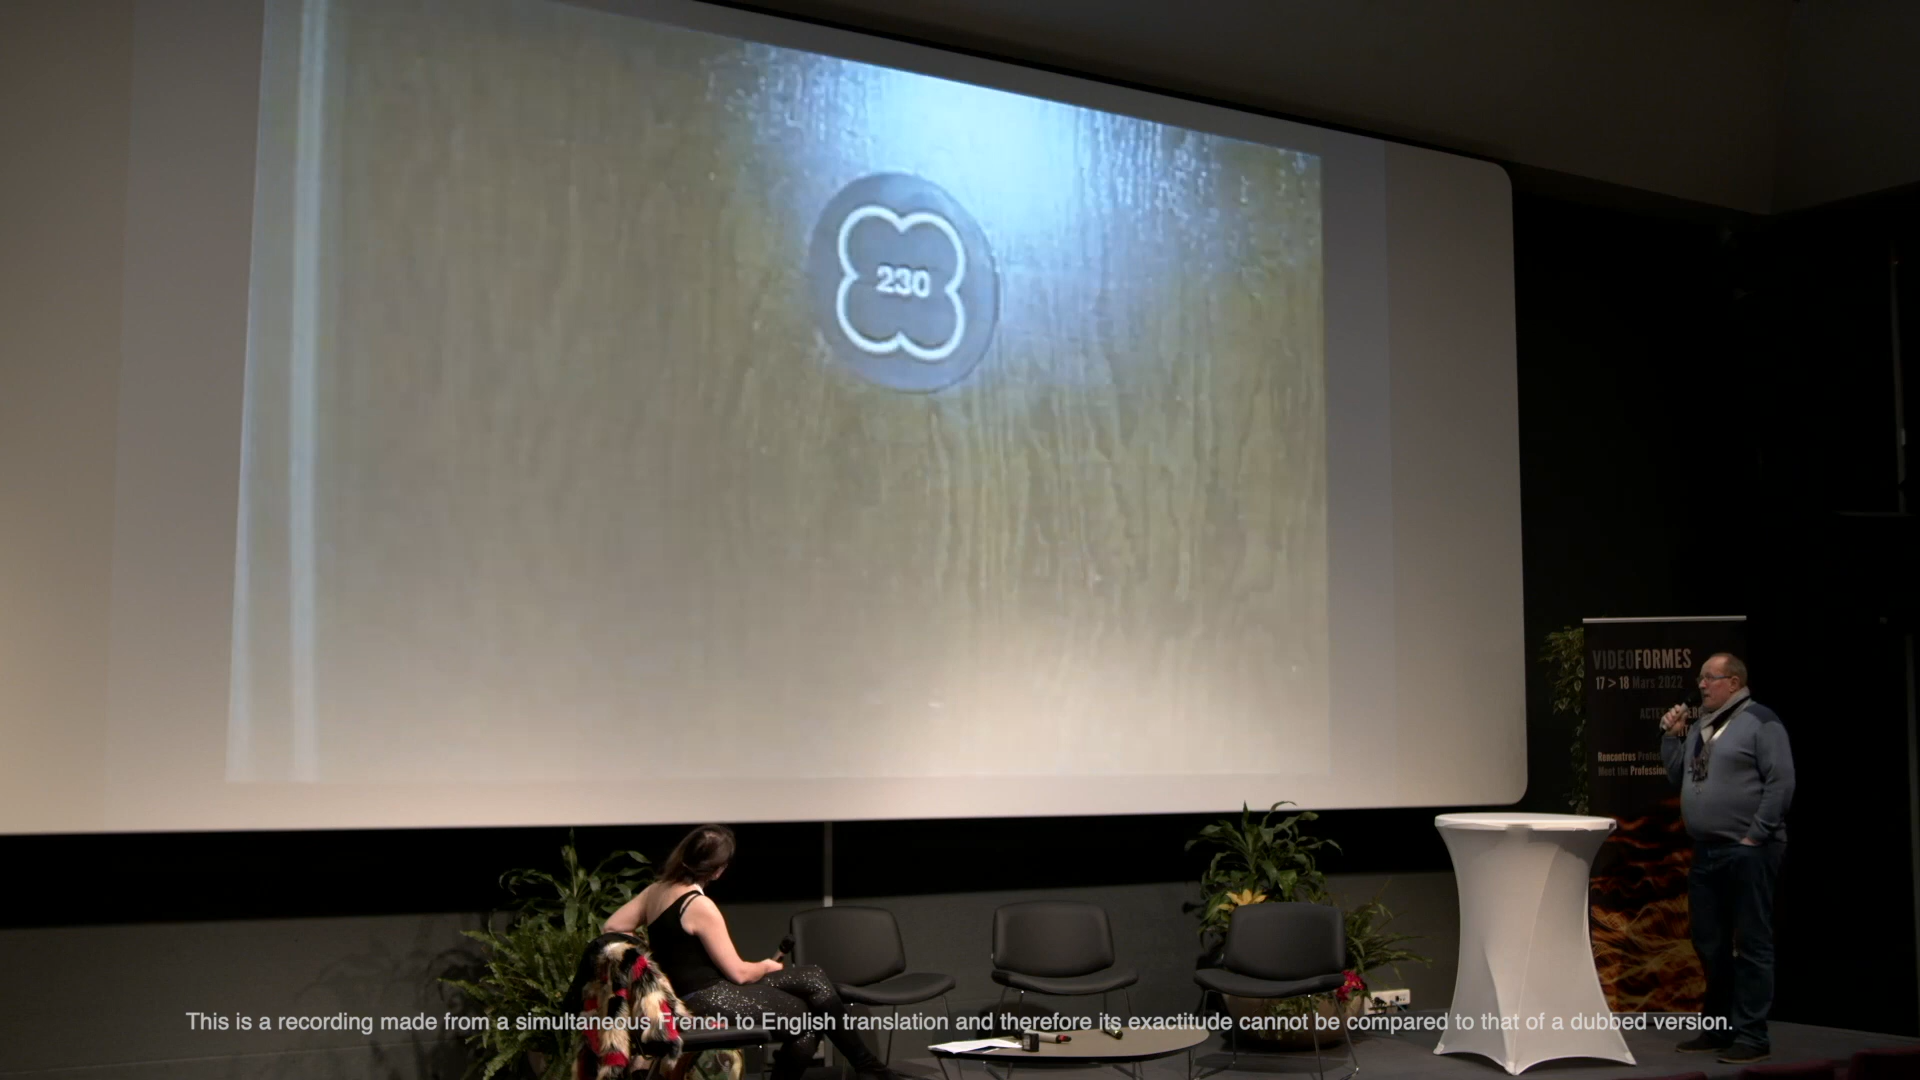 230
VIDEOFORMES
17 > 18 Mars 2022
Rencontres
Meet the
This is a recording made from a simultaneous French to English translation and therefore its exactitude cannot be compared to that of a dubbed version.